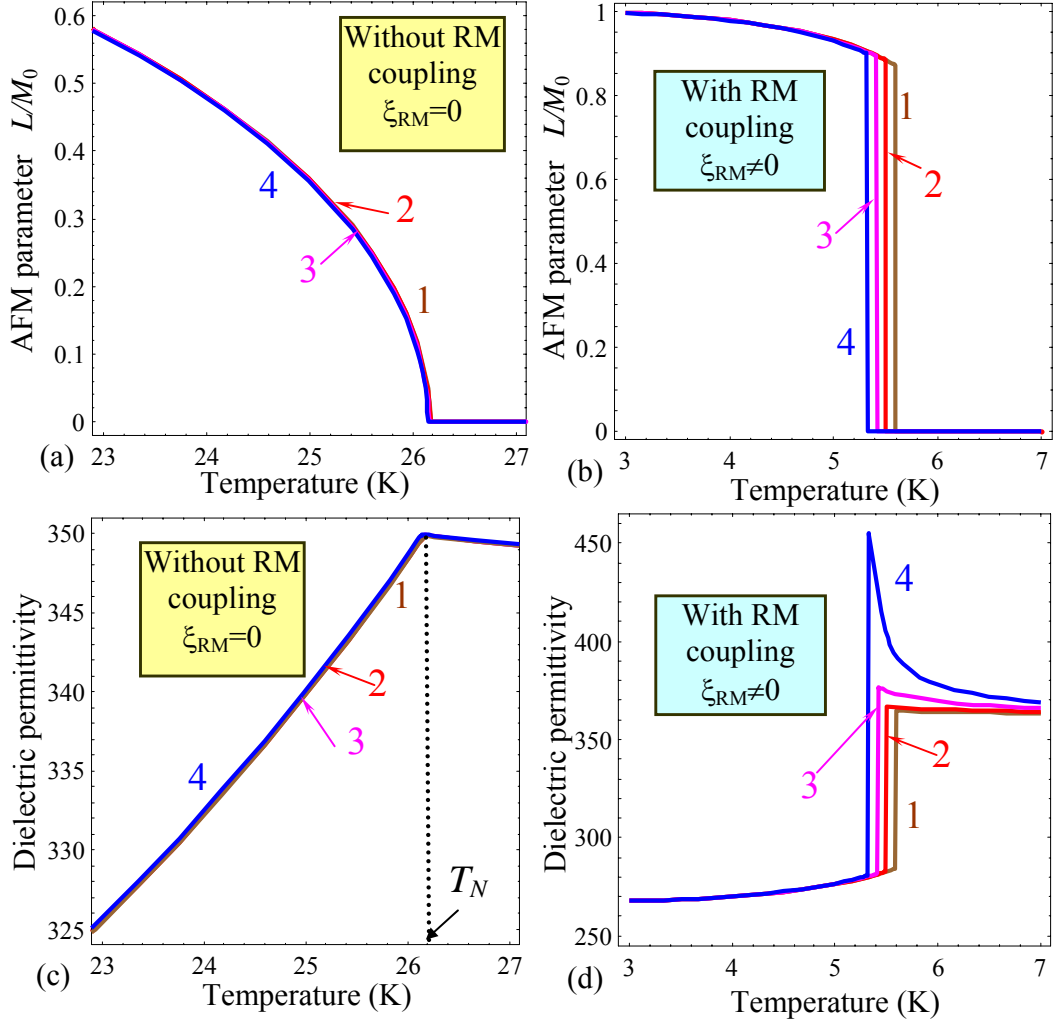 0.6
0.5
0.4
0.3
0.2
0.1
0
AFM parameter L/M₀
Without RM
coupling
ξRM=0
4
2
3
1
23 24 25 26 27
(a)
Temperature (K)
1
0.8
0.6
0.4
0.2
0
AFM parameter L/M₀
With RM
coupling
ξRM≠0
1
2
3
4
3 4 5 6 7
(b)
Temperature (K)
350
345
340
335
330
325
Dielectric permittivity
Without RM
coupling
ξRM=0
1
2
3
4
TN
23 24 25 26 27
(c)
Temperature (K)
450
400
350
300
250
Dielectric permittivity
With RM
coupling
ξRM≠0
4
3
2
1
3 4 5 6 7
(d)
Temperature (K)